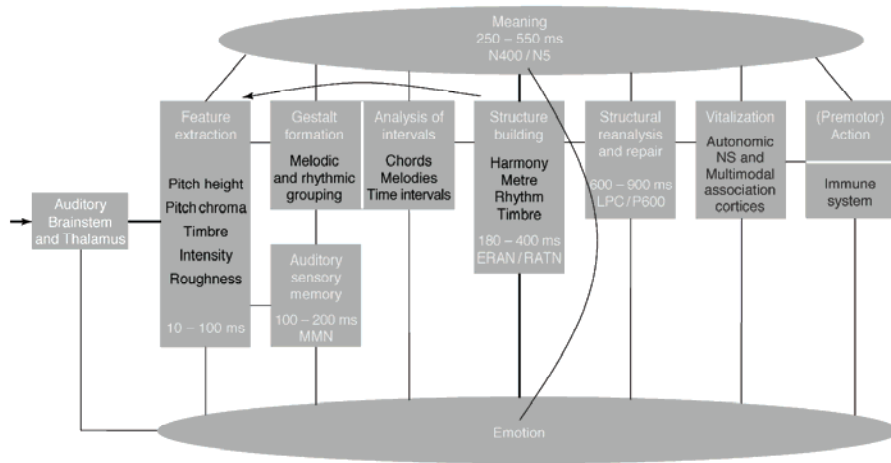 Meaning
250 – 550 ms
N400 / N5
Feature
extraction
Pitch height
Pitch chroma
Timbre
Intensity
Roughness
10 – 100 ms
Gestalt
formation
Melodic
and rhythmic
grouping
Analysis of
intervals
Chords
Melodies
Time intervals
Structure
building
Harmony
Metre
Rhythm
Timbre
180 – 400 ms
ERAN / RATN
Structural
reanalysis
and repair
600 – 900 ms
LPC / P600
Vitalization
Autonomic
NS and
Multimodal
association
cortices
(Premotor)
Action
Immune
system
Auditory
Brainstem
and Thalamus
Auditory
sensory
memory
100 – 200 ms
MMN
Emotion